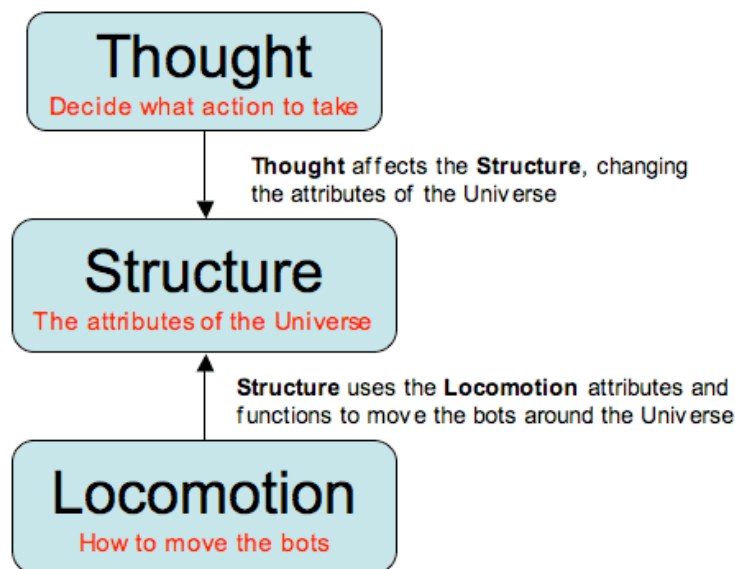 Thought
Decide what action to take
Thought affects the Structure, changing
the attributes of the Universe
Structure
The attributes of the Universe
Structure uses the Locomotion attributes and
functions to move the bots around the Universe
Locomotion
How to move the bots